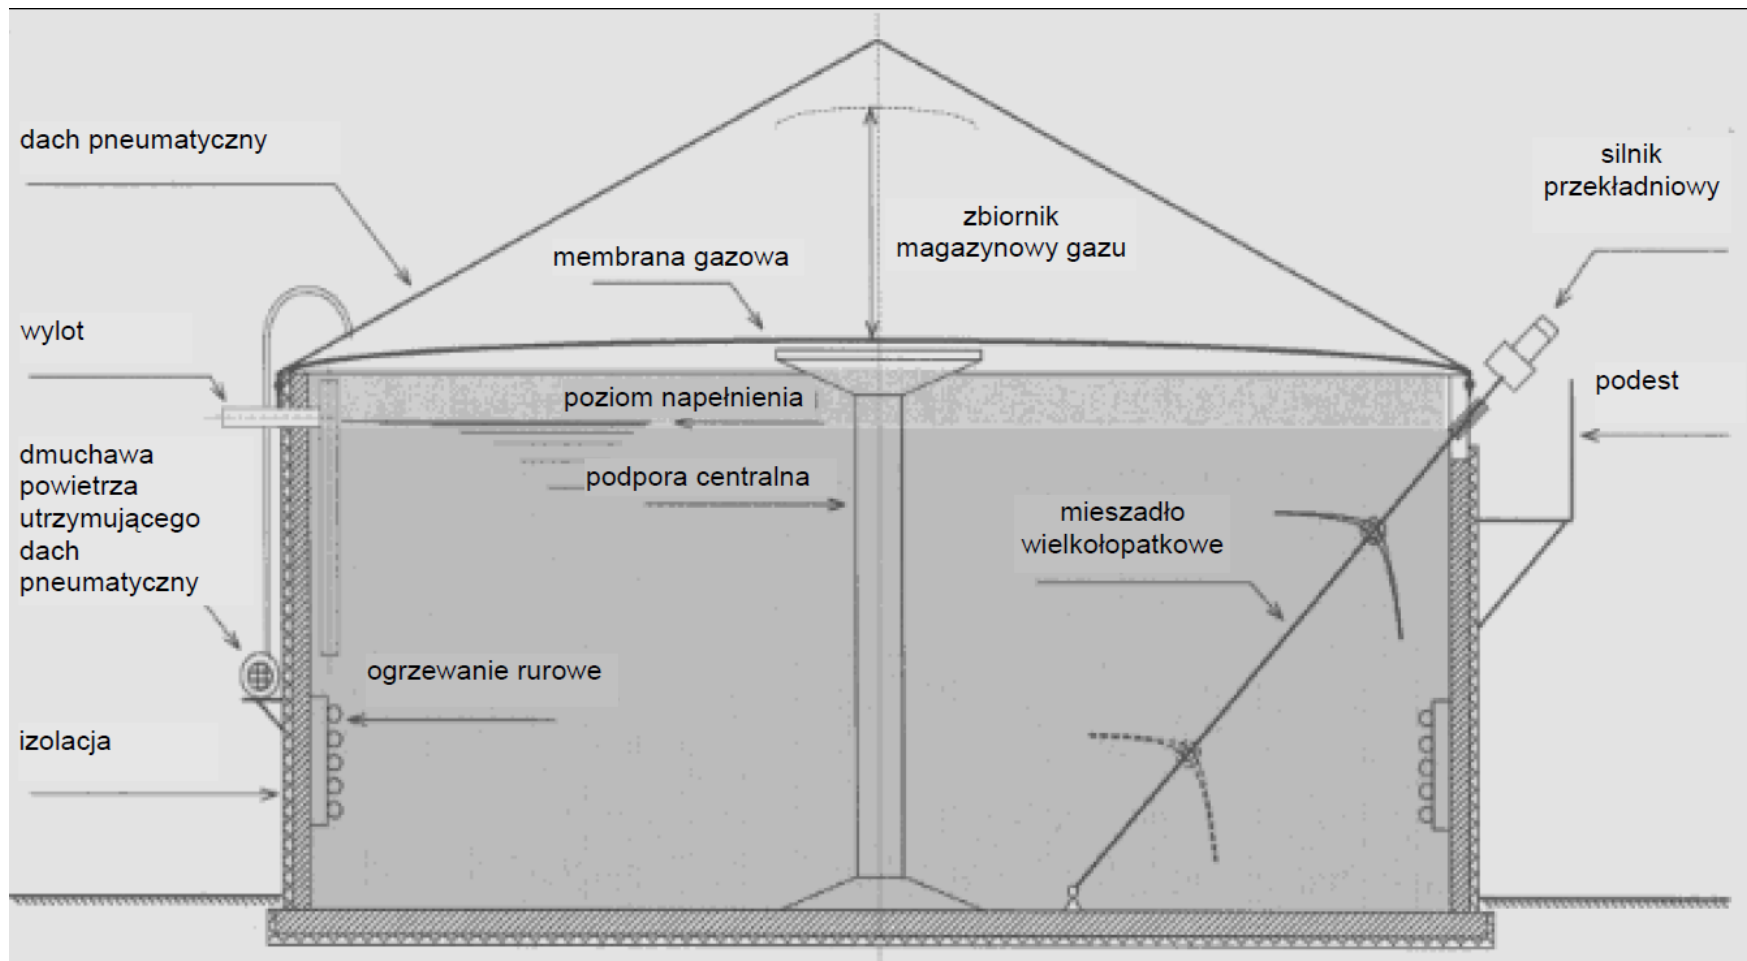 dach pneumatyczny
silnik
przekładniowy
zbiornik
magazynowy gazu
membrana gazowa
wylot
podest
poziom napełnienia
dmuchawa
powietrza
utrzymującego
dach
pneumatyczny
podpora centralna
mieszadło
wielkołopatkowe
ogrzewanie rurowe
izolacja